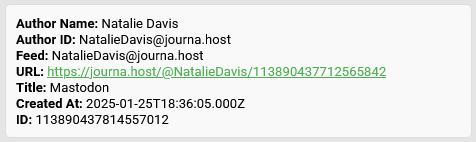 Author Name: Natalie Davis
Author ID: NatalieDavis@journa.host
Feed: NatalieDavis@journa.host
URL: https://journa.host/@NatalieDavis/113890437712565842
Title: Mastodon
Created At: 2025-01-25T18:36:05.000Z
ID: 113890437814557012